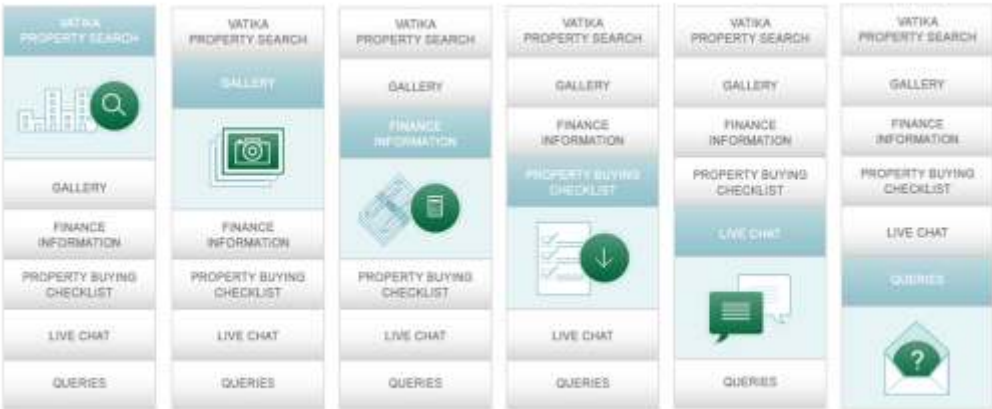 VATIKA
PROPERTY SEARCH
GALLERY
FINANCE
INFORMATION
PROPERTY BUYING
CHECKLIST
LIVE CHAT
QUERIES
VATIKA
PROPERTY SEARCH
GALLERY
FINANCE
INFORMATION
PROPERTY BUYING
CHECKLIST
LIVE CHAT
QUERIES
VATIKA
PROPERTY SEARCH
GALLERY
FINANCE
INFORMATION
PROPERTY BUYING
CHECKLIST
LIVE CHAT
QUERIES
VATIKA
PROPERTY SEARCH
GALLERY
FINANCE
INFORMATION
PROPERTY BUYING
CHECKLIST
LIVE CHAT
QUERIES
VATIKA
PROPERTY SEARCH
GALLERY
FINANCE
INFORMATION
PROPERTY BUYING
CHECKLIST
LIVE CHAT
QUERIES
VATIKA
PROPERTY SEARCH
GALLERY
FINANCE
INFORMATION
PROPERTY BUYING
CHECKLIST
LIVE CHAT
QUERIES
?